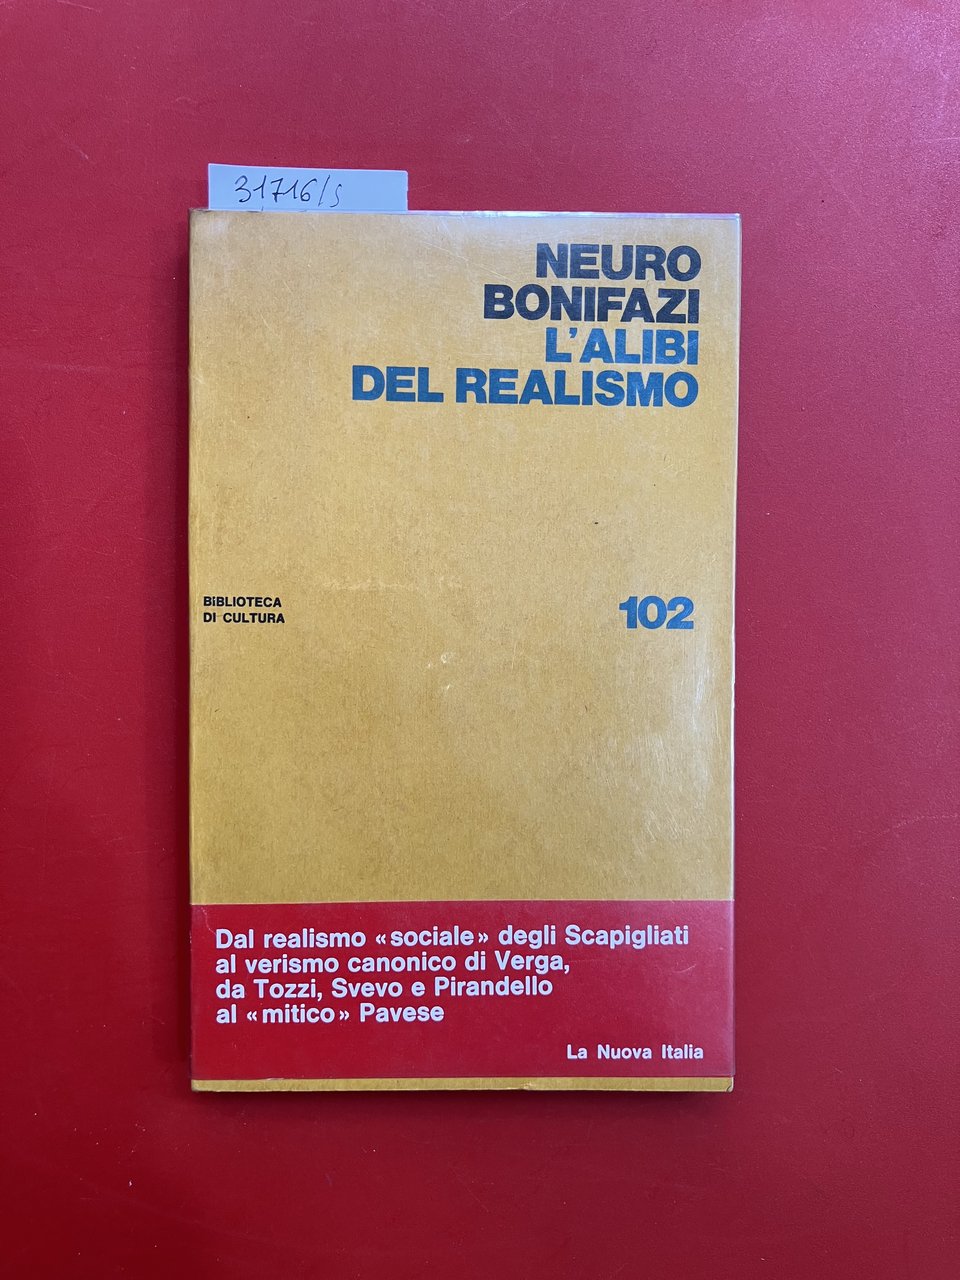 31716/s
NEURO
BONIFAZI
L'ALIBI
DEL REALISMO
BiBLIOTECA
DI CULTURA
102
Dal realismo «sociale» degli Scapigliati
al verismo canonico di Verga,
da Tozzi, Svevo e Pirandello
al «mitico» Pavese
La Nuova Italia